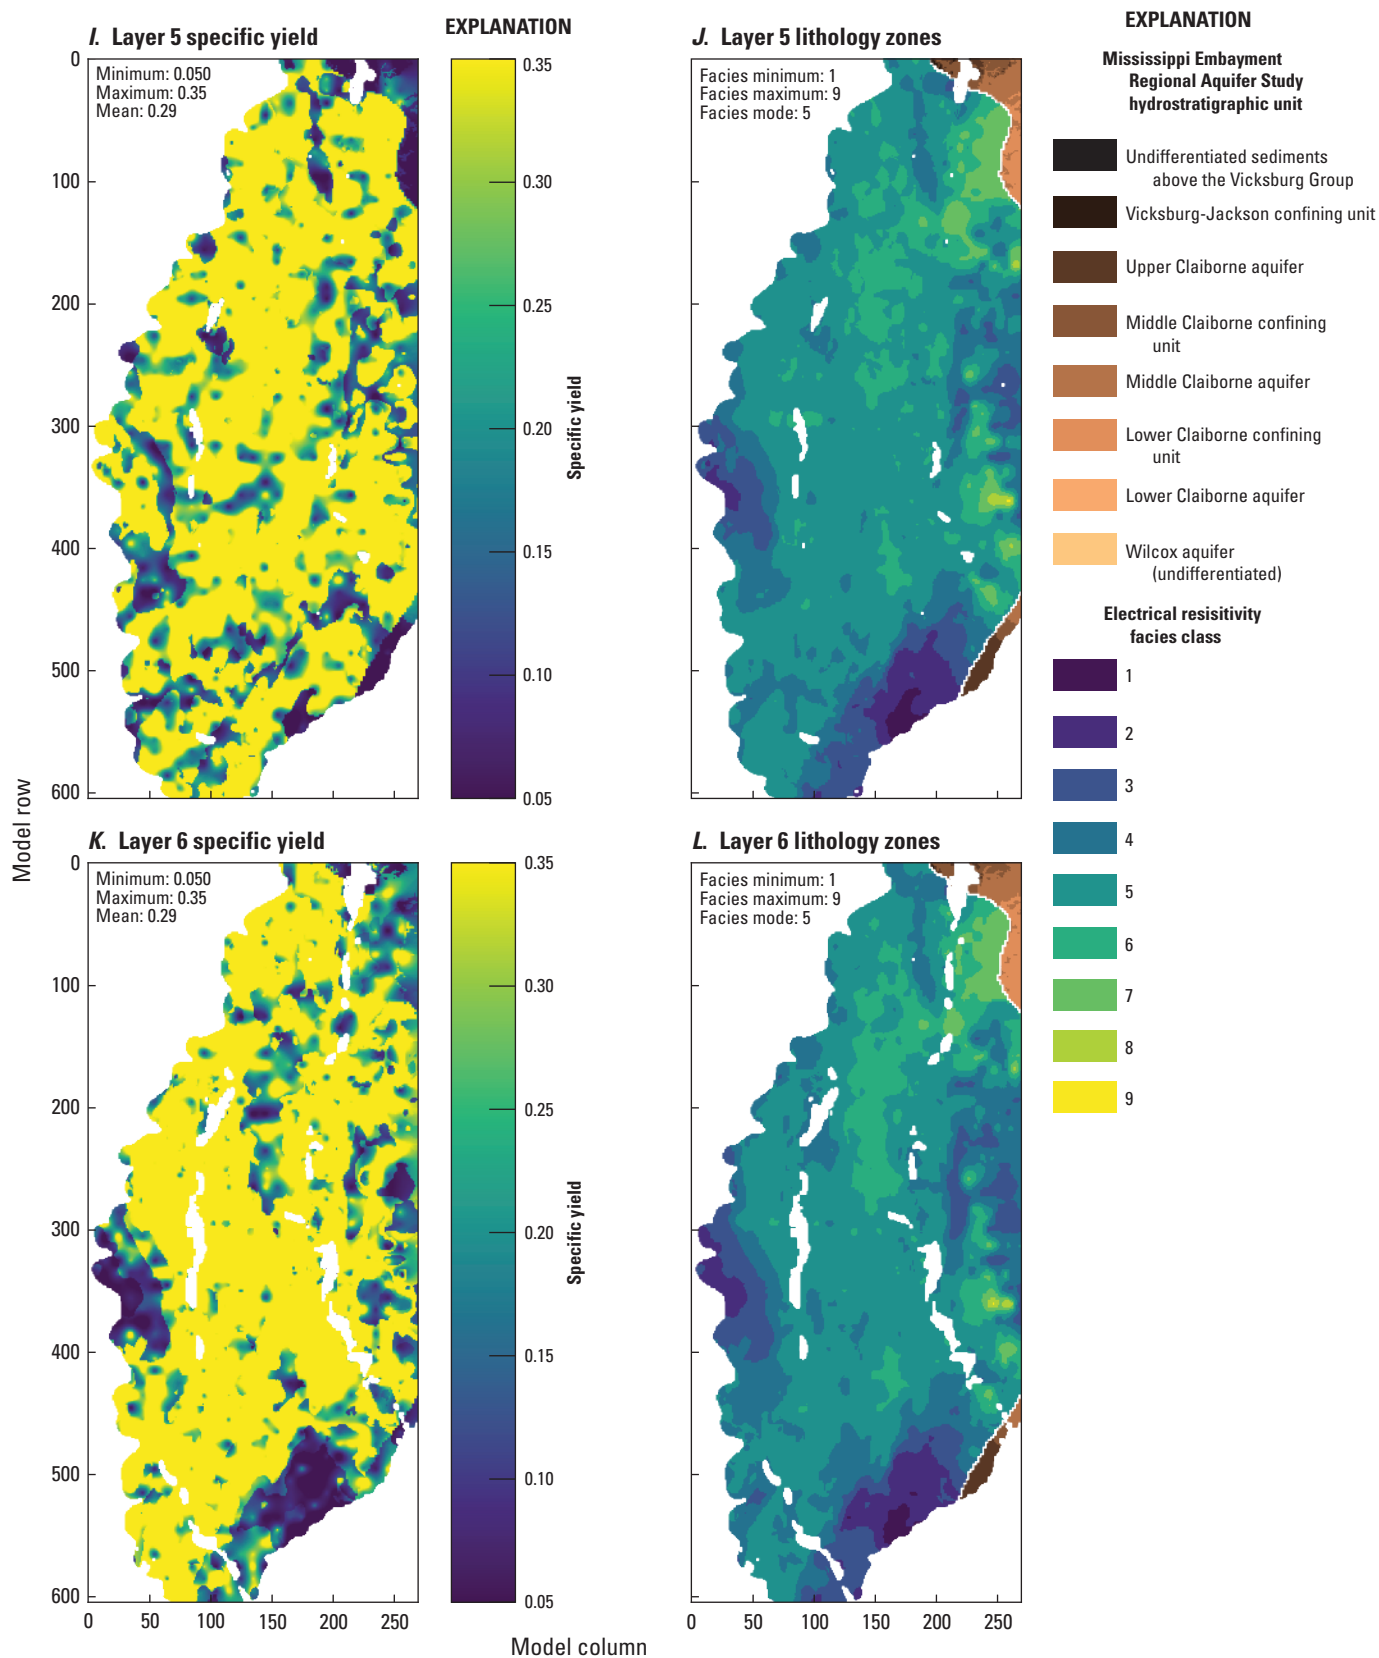 I. Layer 5 specific yield
EXPLANATION
Minimum: 0.050
Maximum: 0.35
Mean: 0.29
0
100
200
300
400
500
600
0.35
0.30
0.25
0.20
0.15
0.10
0.05
Specific yield
J. Layer 5 lithology zones
Facies minimum: 1
Facies maximum: 9
Facies mode: 5
K. Layer 6 specific yield
Minimum: 0.050
Maximum: 0.35
Mean: 0.29
0
100
200
300
400
500
600
0 50 100 150 200 250
0.35
0.30
0.25
0.20
0.15
0.10
0.05
Specific yield
L. Layer 6 lithology zones
Facies minimum: 1
Facies maximum: 9
Facies mode: 5
0 50 100 150 200 250
Model row
Model column
EXPLANATION
Mississippi Embayment
Regional Aquifer Study
hydrostratigraphic unit
Undifferentiated sediments
above the Vicksburg Group
Vicksburg-Jackson confining unit
Upper Claiborne aquifer
Middle Claiborne confining
unit
Middle Claiborne aquifer
Lower Claiborne confining
unit
Lower Claiborne aquifer
Wilcox aquifer
(undifferentiated)
Electrical resisitivity
facies class
1
2
3
4
5
6
7
8
9